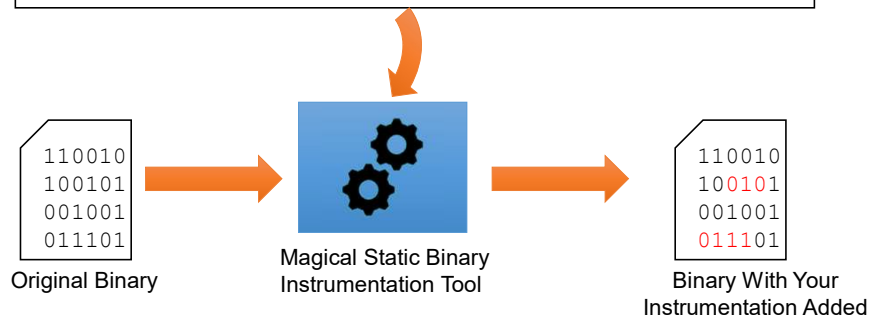 110010
100101
001001
011101
Original Binary
Magical Static Binary
Instrumentation Tool
110010
100101
001001
011101
Binary With Your
Instrumentation Added